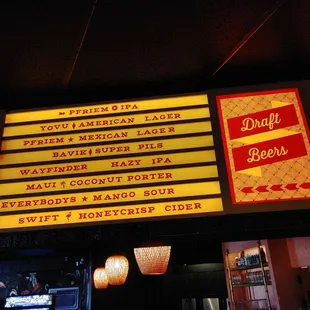 PFRIEM IPA
YOVU AMERICAN LAGER
PFRIEM ★ MEXICAN LAGER
BAVIK SUPER PILS
WAYFINDER HAZY IPA
MAUI COCONUT PORTER
EVERYBODYS ★ MANGO SOUR
SWIFT HONEYCRISP CIDER
Draft
Beers